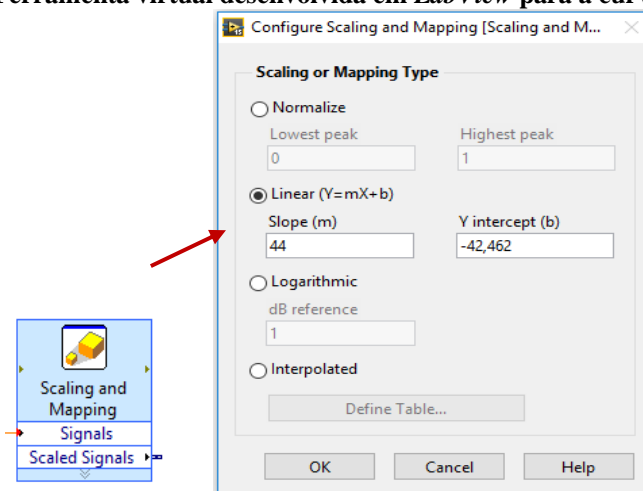 Ferramenta virtual desenvolvida em LabView para a cur
Configure Scaling and Mapping [Scaling and M...
Scaling or Mapping Type
Normalize
Lowest peak Highest peak
0 1
Linear (Y=mX+b)
Slope (m) Y intercept (b)
44 -42,462
Logarithmic
dB reference
1
Interpolated
Define Table...
OK Cancel Help
Scaling and
Mapping
Signals
Scaled Signals